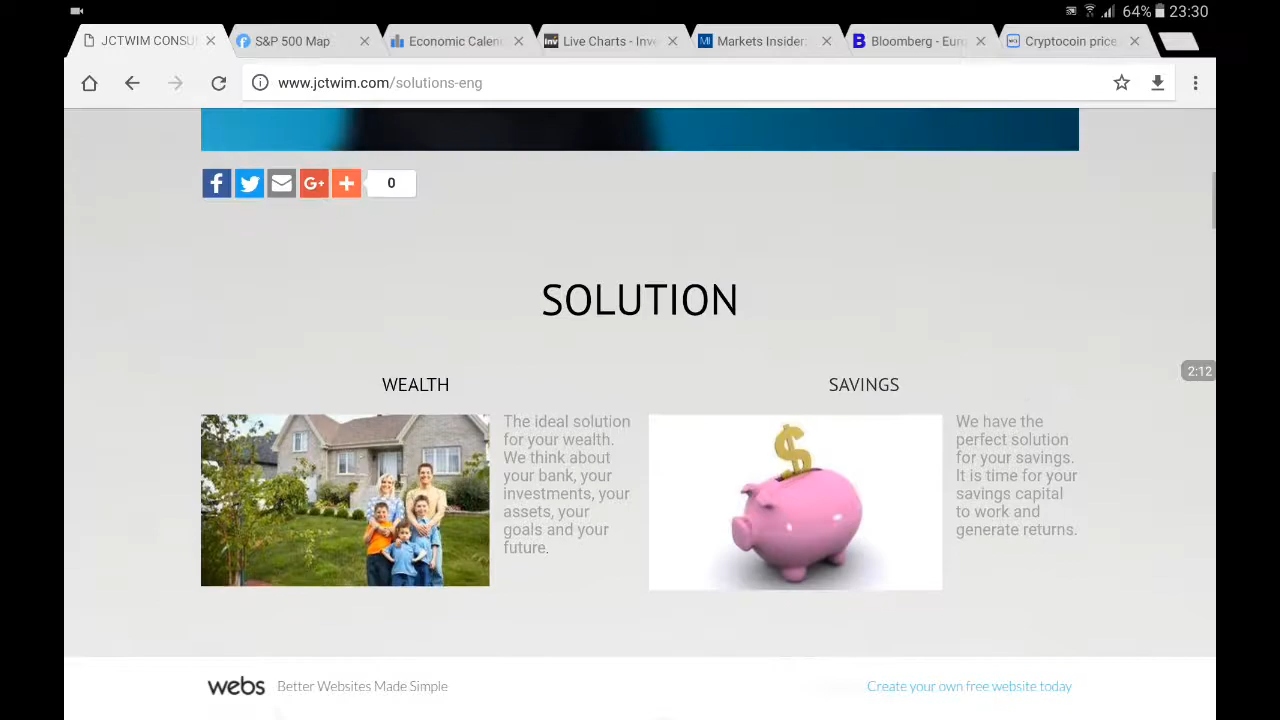 64% 23:30
JCTWIM CONSU
S&P 500 Map
Economic Calen
Live Charts - Inve
Markets Insider:
Bloomberg - Euro
Cryptocoin price
www.jctwim.com/solutions-eng
0
SOLUTION
2:12
WEALTH
The ideal solution
for your wealth.
We think about
your bank, your
investments, your
assets, your
goals and your
future.
SAVINGS
We have the
perfect solution
for your savings.
It is time for your
savings capital
to work and
generate returns.
webs Better Websites Made Simple
Create your own free website today